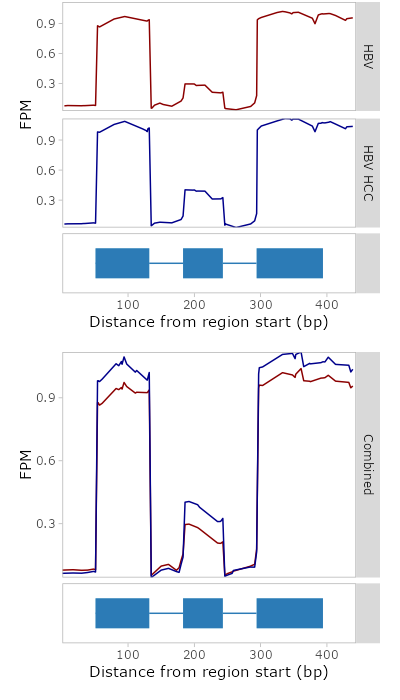 0.9
0.6
0.3
HBV
FPM
0.9
0.6
0.3
HBV HCC
100 200 300 400
Distance from region start (bp)
0.9
0.6
0.3
FPM
Combined
100 200 300 400
Distance from region start (bp)